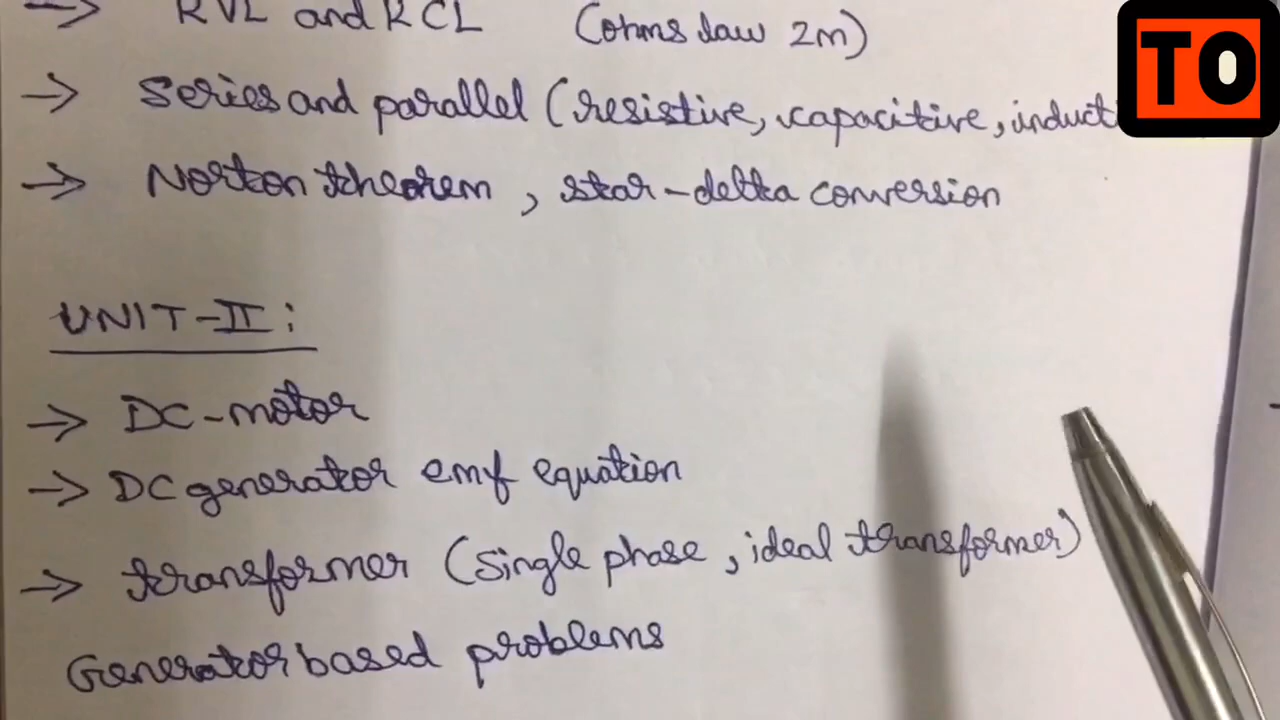 → KVL and KCL (ohms law 2m)
→ Series and parallel (resistive, capacitive, inducti
→ Norton theorem, star-delta conversion
UNIT-II:
→ DC-motor
→ DC generator emf equation
→ transformer (single phase, ideal transformer)
Generator based problems
TO